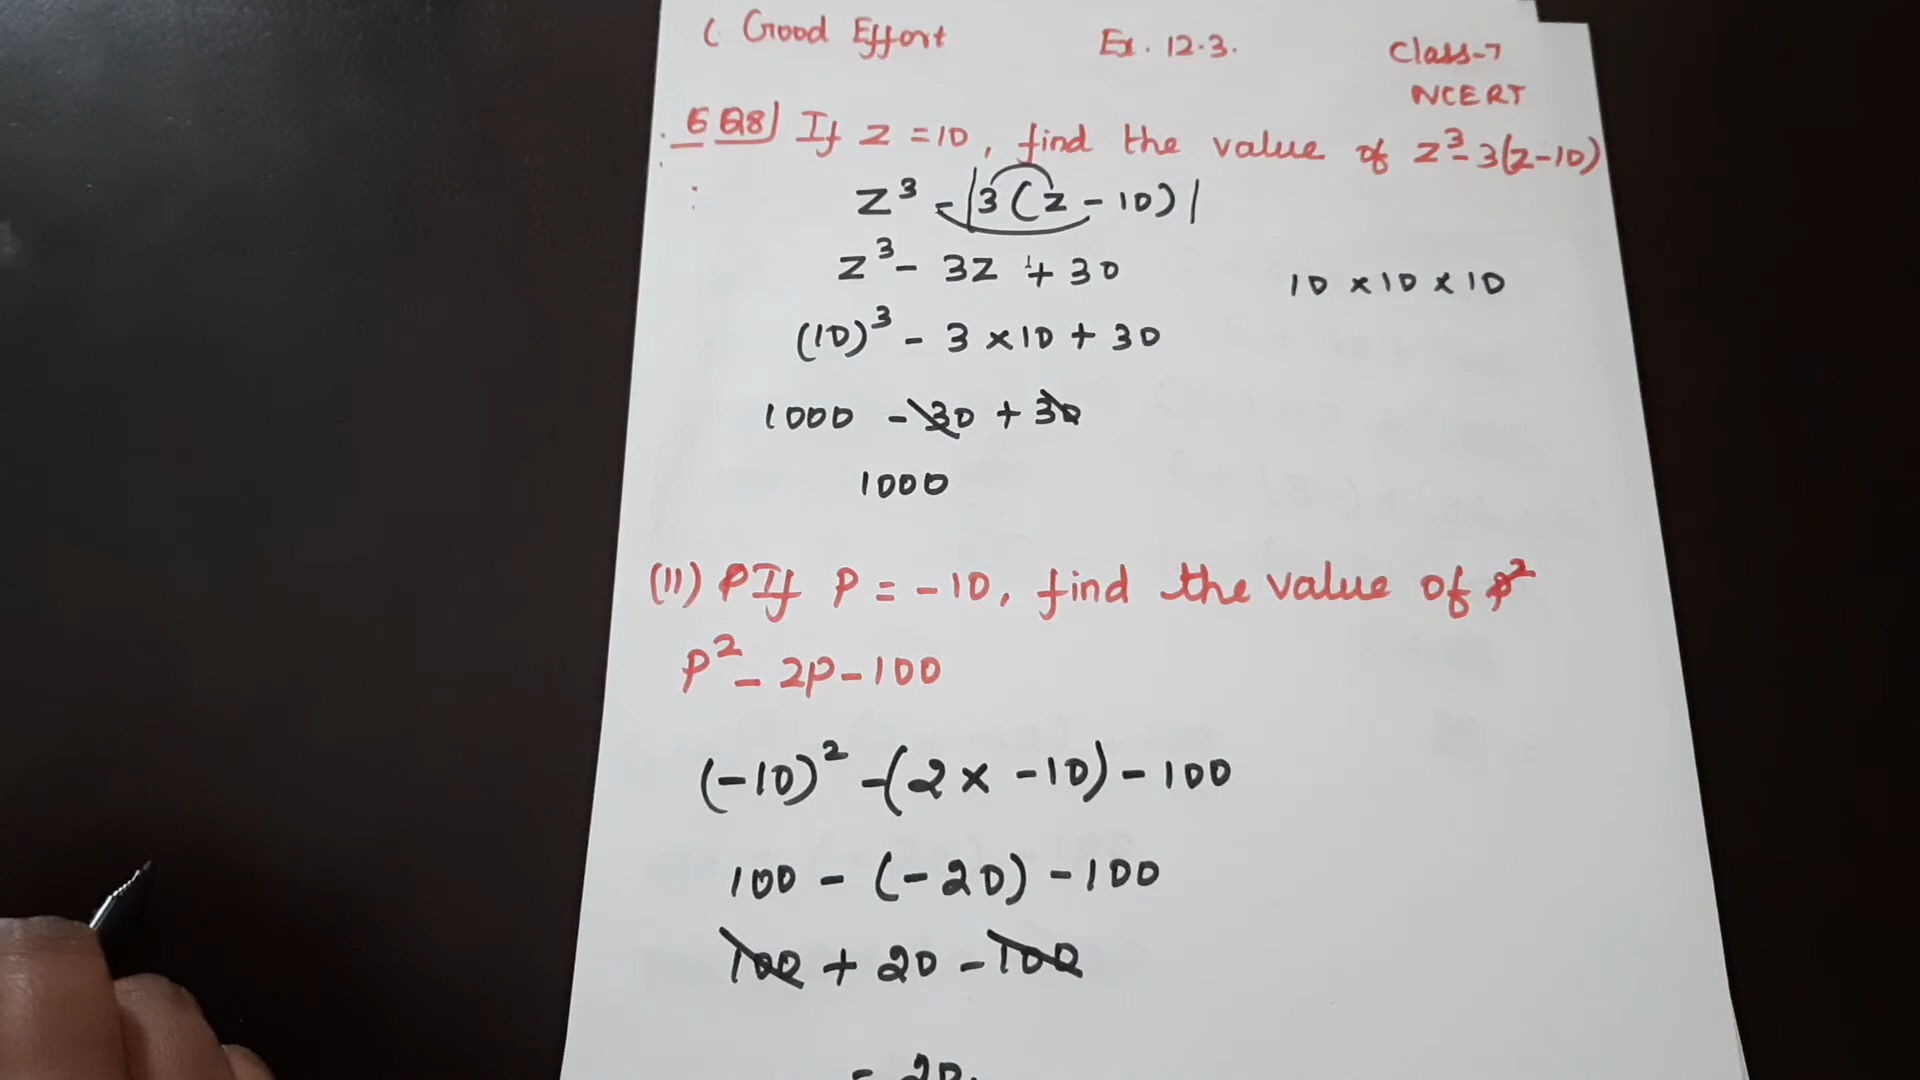 ( Good Effort Ex. 12.3. Class-7
NCERT
6 Q8) If z = 10, find the value of z³ - 3(z-10)
z³ - |3(z - 10)|
z³ - 3z + 30 10 × 10 × 10
(10)³ - 3 × 10 + 30
1000 - 30 + 30
1000
(11) P If P = -10, find the value of p²
p² - 2p - 100
(-10)² - (2 × -10) - 100
100 - (-20) - 100
100 + 20 - 100
= 20.